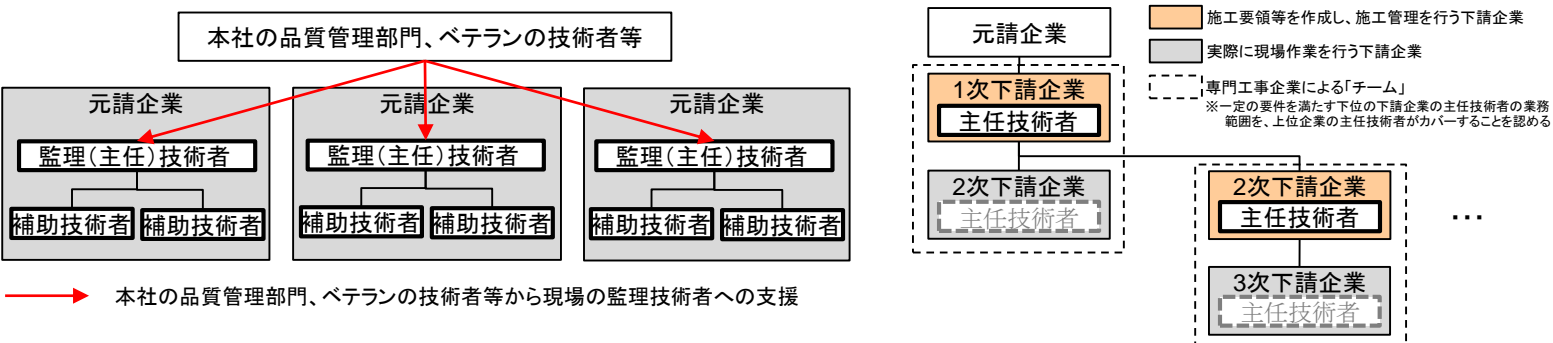 本社の品質管理部門、ベテランの技術者等
元請企業
監理(主任)技術者
補助技術者
補助技術者
元請企業
監理(主任)技術者
補助技術者
補助技術者
元請企業
監理(主任)技術者
補助技術者
補助技術者
本社の品質管理部門、ベテランの技術者等から現場の監理技術者への支援
元請企業
1次下請企業
主任技術者
2次下請企業
主任技術者
2次下請企業
主任技術者
3次下請企業
主任技術者
…
施工要領等を作成し、施工管理を行う下請企業
実際に現場作業を行う下請企業
専門工事企業による「チーム」
※一定の要件を満たす下位の下請企業の主任技術者の業務
範囲を、上位企業の主任技術者がカバーすることを認める